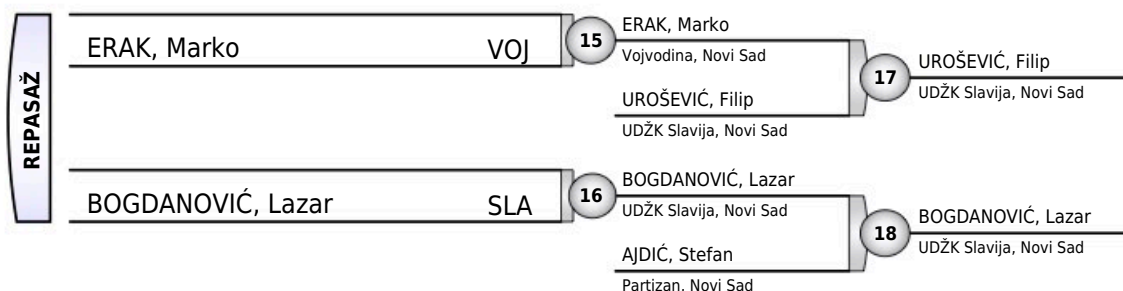 REPASAŽ
ERAK, Marko VOJ
15
ERAK, Marko
Vojvodina, Novi Sad
UROŠEVIĆ, Filip
UDŽK Slavija, Novi Sad
17
UROŠEVIĆ, Filip
UDŽK Slavija, Novi Sad
BOGDANOVIĆ, Lazar SLA
16
BOGDANOVIĆ, Lazar
UDŽK Slavija, Novi Sad
AJDIĆ, Stefan
Partizan, Novi Sad
18
BOGDANOVIĆ, Lazar
UDŽK Slavija, Novi Sad